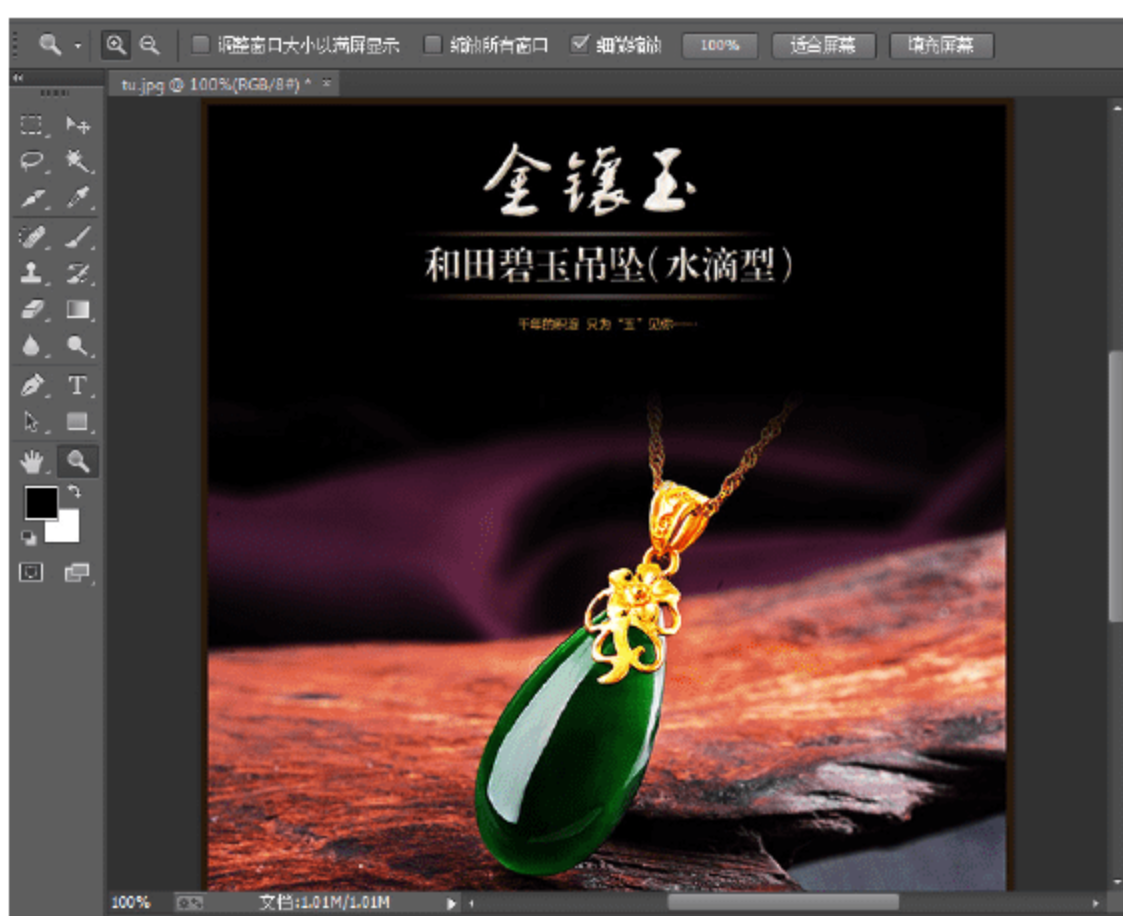 调整窗口大小以满屏显示 缩放所有窗口 细微缩放 100% 适合屏幕 填充屏幕
tu.jpg @ 100%(RGB/8#) * ×
金镶玉
和田碧玉吊坠(水滴型)
千年的积淀 只为“玉”见你……
T
100% 文档:1.01M/1.01M